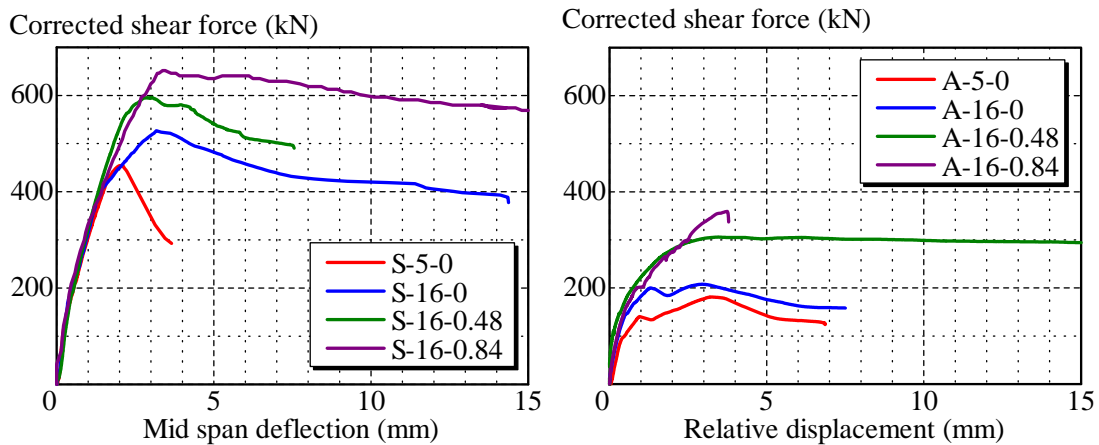 Corrected shear force (kN)
600
400
200
0
5
10
15
Mid span deflection (mm)
S-5-0
S-16-0
S-16-0.48
S-16-0.84
Corrected shear force (kN)
600
400
200
0
5
10
15
Relative displacement (mm)
A-5-0
A-16-0
A-16-0.48
A-16-0.84